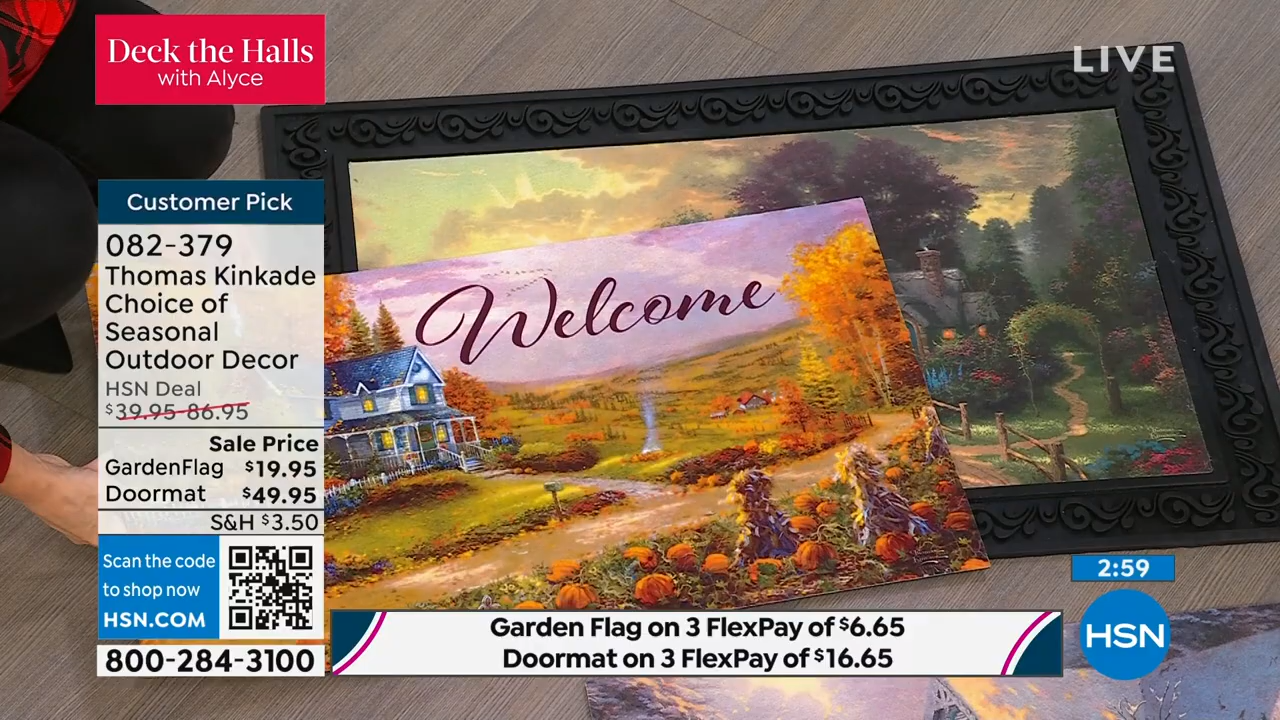 Deck the Halls
with Alyce
LIVE
Customer Pick
082-379
Thomas Kinkade
Choice of
Seasonal
Outdoor Decor
HSN Deal
$39.95-86.95
Sale Price
GardenFlag $19.95
Doormat $49.95
S&H $3.50
Scan the code
to shop now
HSN.COM
800-284-3100
Welcome
2:59
Garden Flag on 3 FlexPay of $6.65
Doormat on 3 FlexPay of $16.65
HSN